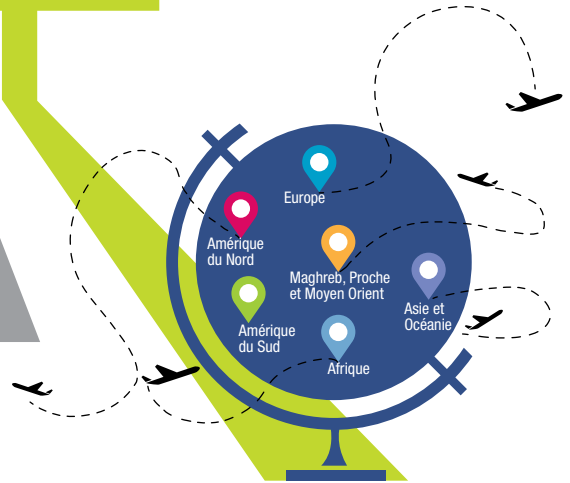 Europe
Amérique
du Nord
Maghreb, Proche
et Moyen Orient
Asie et
Océanie
Amérique
du Sud
Afrique